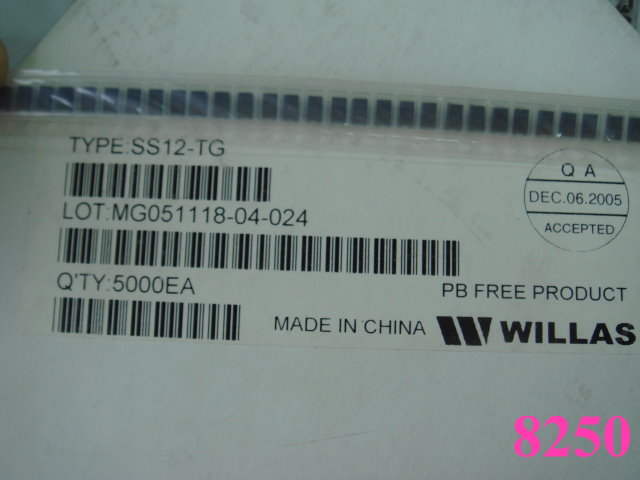 TYPE:SS12-TG
LOT:MG051118-04-024
Q'TY:5000EA
Q A
DEC.06.2005
ACCEPTED
PB FREE PRODUCT
MADE IN CHINA WILLAS
8250